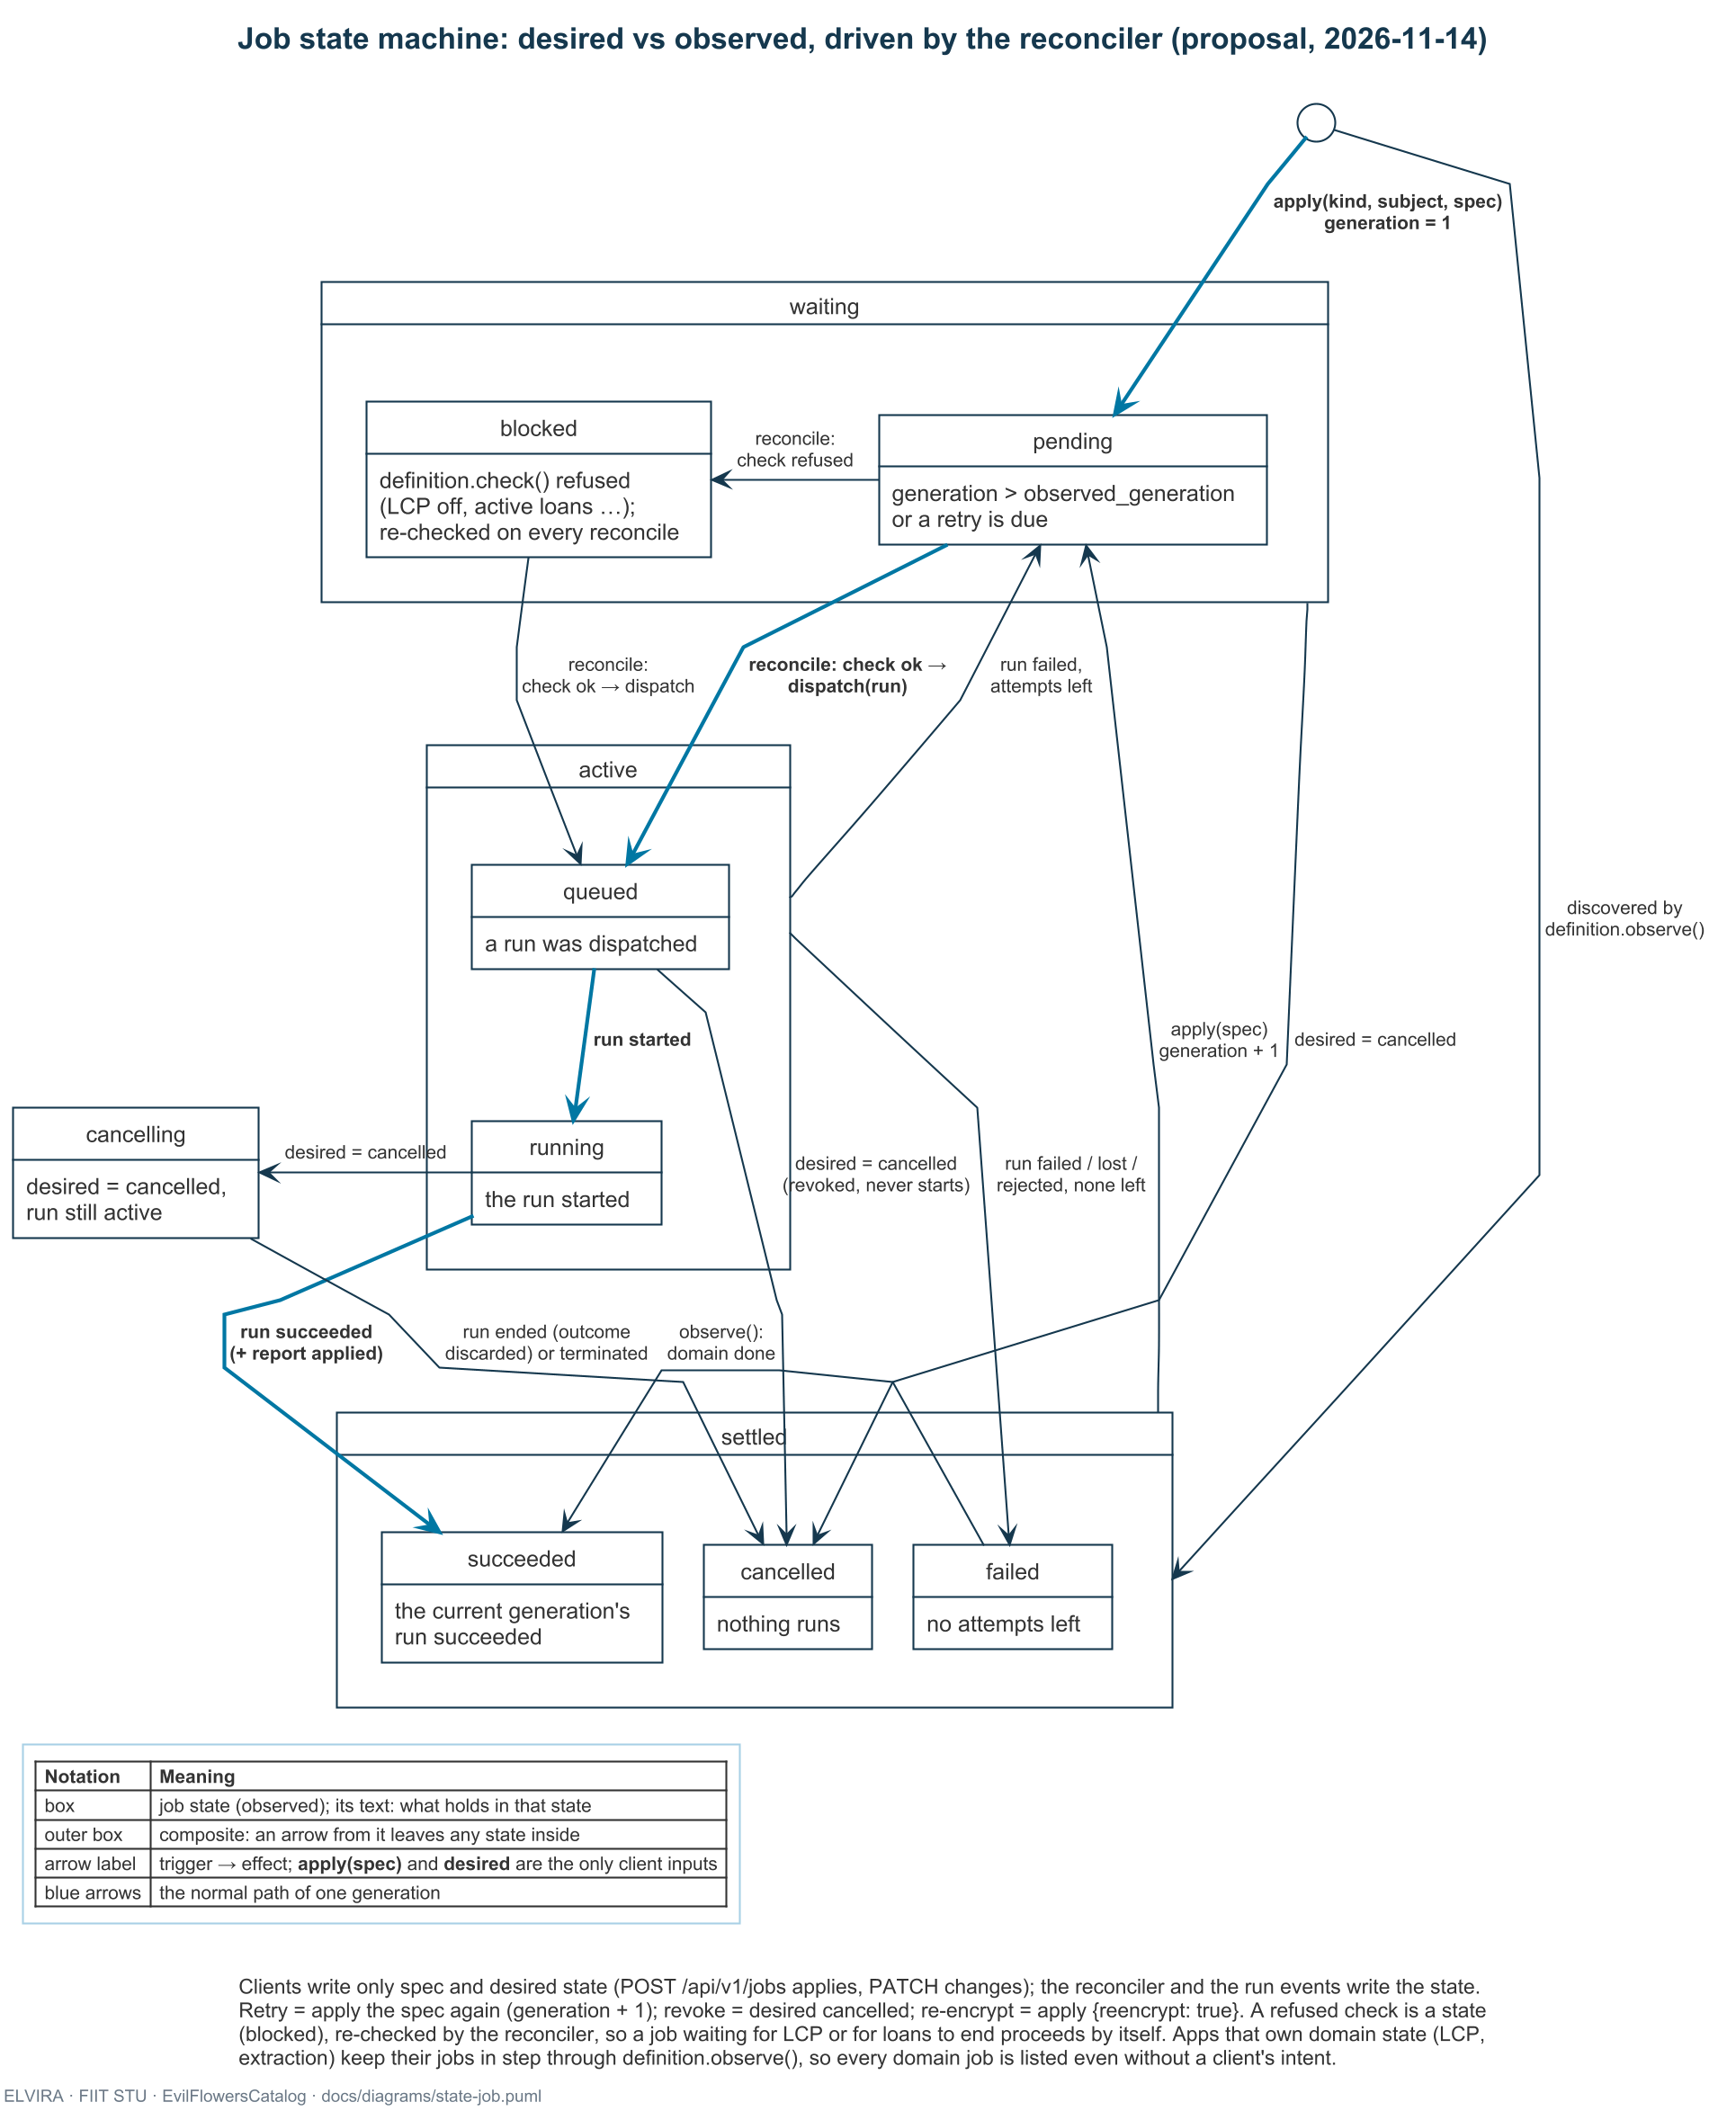 Job state machine: desired vs observed, driven by the reconciler (proposal, 2026-11-14)
apply(kind, subject, spec)
generation = 1
waiting
blocked
definition.check() refused
(LCP off, active loans …);
re-checked on every reconcile
reconcile:
check refused
pending
generation > observed_generation
or a retry is due
reconcile:
check ok → dispatch
reconcile: check ok →
dispatch(run)
run failed,
attempts left
active
queued
a run was dispatched
discovered by
definition.observe()
run started
apply(spec)
generation + 1
desired = cancelled
cancelling
desired = cancelled,
run still active
desired = cancelled
running
the run started
desired = cancelled
(revoked, never starts)
run failed / lost /
rejected, none left
run succeeded
(+ report applied)
run ended (outcome
discarded) or terminated
observe():
domain done
settled
succeeded
the current generation's
run succeeded
cancelled
nothing runs
failed
no attempts left
Notation Meaning
box job state (observed); its text: what holds in that state
outer box composite: an arrow from it leaves any state inside
arrow label trigger → effect; apply(spec) and desired are the only client inputs
blue arrows the normal path of one generation
Clients write only spec and desired state (POST /api/v1/jobs applies, PATCH changes); the reconciler and the run events write the state.
Retry = apply the spec again (generation + 1); revoke = desired cancelled; re-encrypt = apply {reencrypt: true}. A refused check is a state
(blocked), re-checked by the reconciler, so a job waiting for LCP or for loans to end proceeds by itself. Apps that own domain state (LCP,
extraction) keep their jobs in step through definition.observe(), so every domain job is listed even without a client's intent.
ELVIRA · FIIT STU · EvilFlowersCatalog · docs/diagrams/state-job.puml